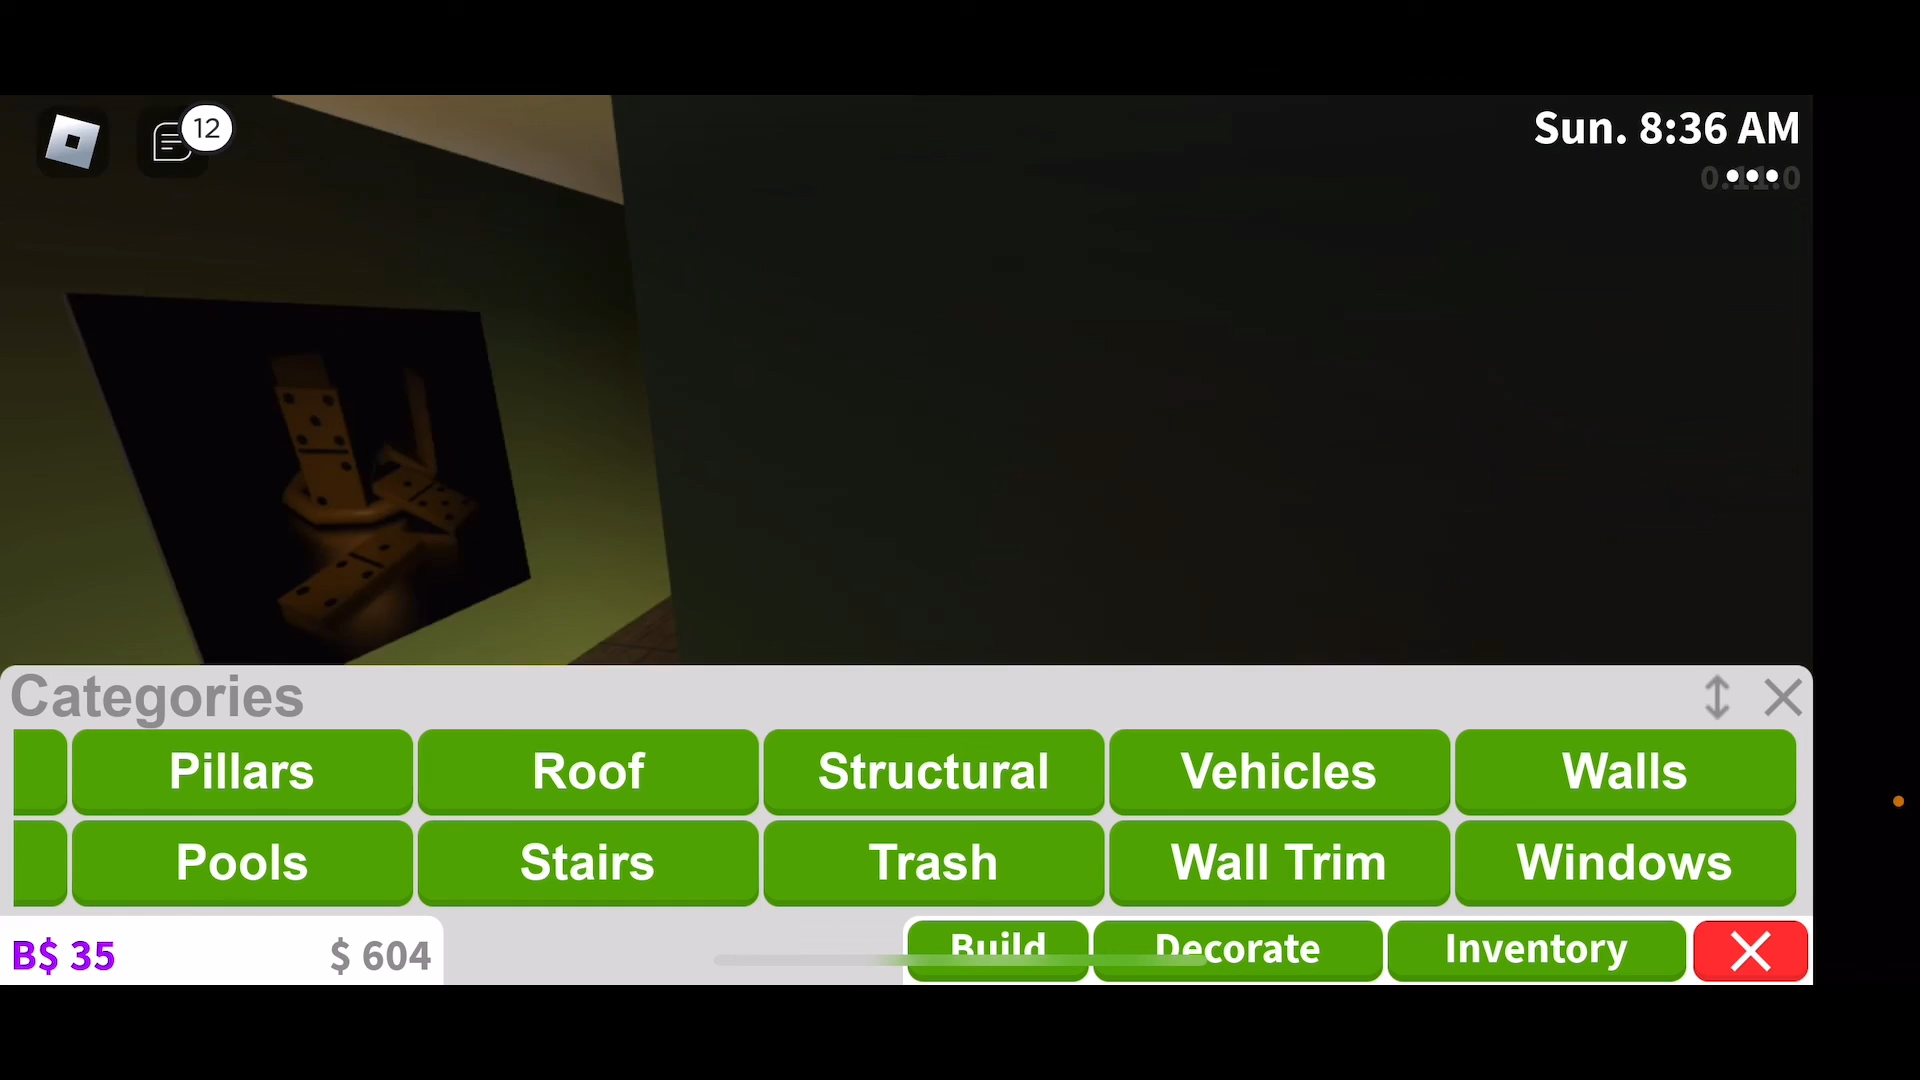 12
Sun. 8:36 AM
Categories
Pillars
Roof
Structural
Vehicles
Walls
Pools
Stairs
Trash
Wall Trim
Windows
B$ 35
$ 604
Build
Decorate
Inventory